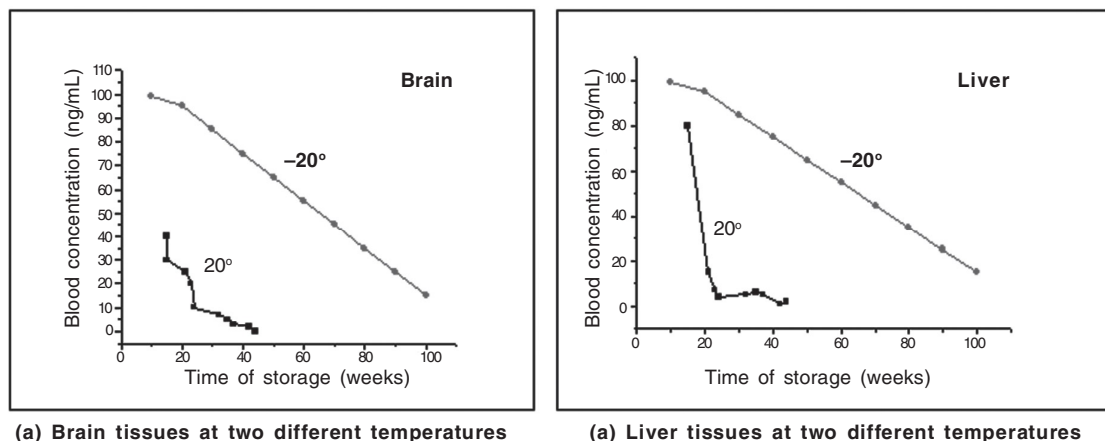 Brain
Blood concentration (ng/mL)
110
100
90
80
70
60
50
40
30
20
10
0
–20°
20°
0 20 40 60 80 100
Time of storage (weeks)
(a) Brain tissues at two different temperatures
Liver
Blood concentration (ng/mL)
100
80
60
40
20
0
–20°
20°
0 20 40 60 80 100
Time of storage (weeks)
(a) Liver tissues at two different temperatures